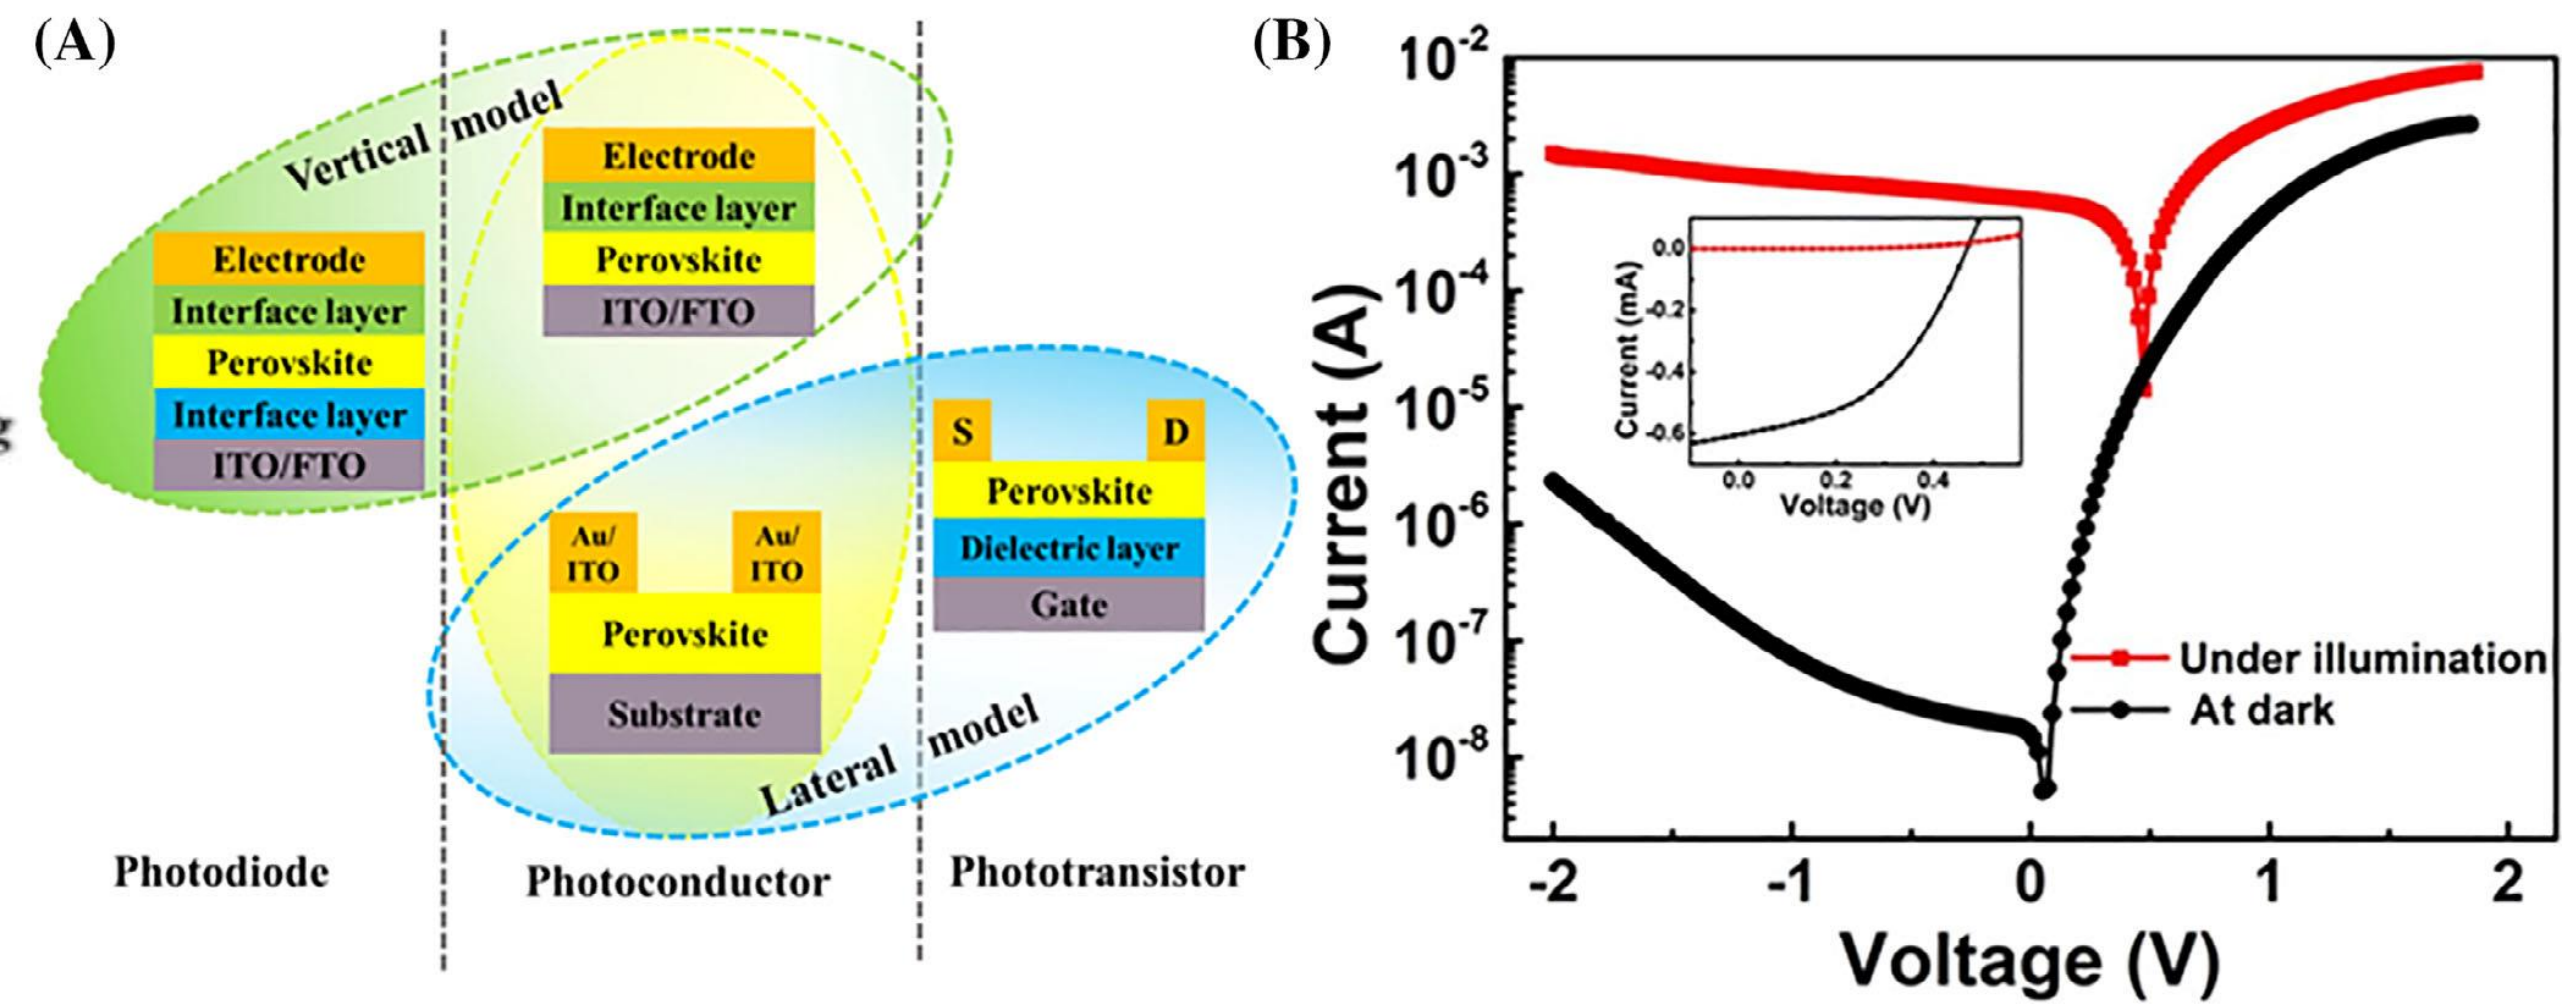 (A)
Vertical model
Electrode
Interface layer
Perovskite
ITO/FTO
Electrode
Interface layer
Perovskite
Interface layer
ITO/FTO
S
D
Perovskite
Dielectric layer
Gate
Au/
ITO
Au/
ITO
Perovskite
Substrate
Lateral model
Photodiode
Photoconductor
Phototransistor
(B)
10-2
10-3
10-4
10-5
10-6
10-7
10-8
Current (A)
0.0
-0.2
-0.4
-0.6
Current (mA)
0.0
0.2
0.4
Voltage (V)
Under illumination
At dark
-2
-1
0
1
2
Voltage (V)